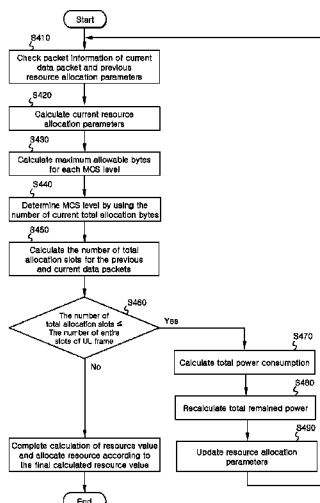 Start
S410
Check packet information of current
data packet and previous
resource allocation parameters
S420
Calculate current resource
allocation parameters
S430
Calculate maximum allowable bytes
for each MCS level
S440
Determine MCS level by using the
number of current total allocation bytes
S450
Calculate the number of total
allocation slots for the previous
and current data packets
S460
The number of
total allocation slots ≤
The number of entire
slots of UL frame
Yes
No
S470
Calculate total power consumption
S480
Recalculate total remained power
S490
Update resource allocation
parameters
Complete calculation of resource value
and allocate resource according to
the final calculated resource value
End